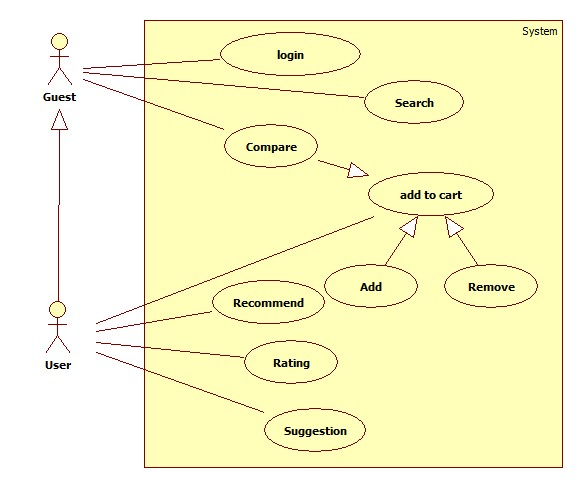 System
login
Guest
Search
Compare
add to cart
Add
Remove
Recommend
User
Rating
Suggestion